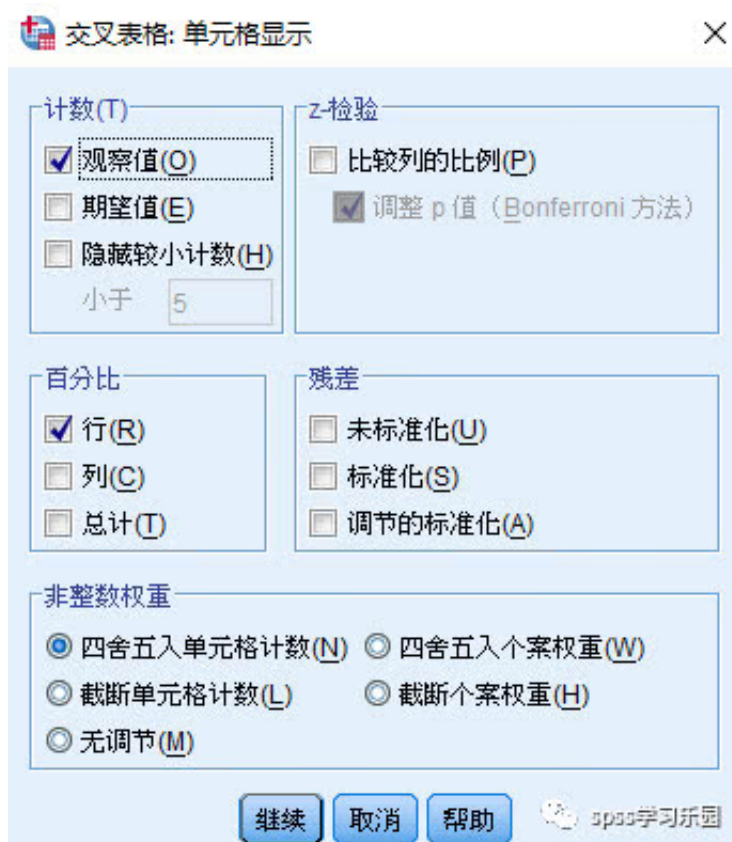 交叉表格: 单元格显示
计数(T)
观察值(O)
期望值(E)
隐藏较小计数(H)
小于 5
z-检验
比较列的比例(P)
调整 p 值（Bonferroni 方法）
百分比
行(R)
列(C)
总计(T)
残差
未标准化(U)
标准化(S)
调节的标准化(A)
非整数权重
四舍五入单元格计数(N) 四舍五入个案权重(W)
截断单元格计数(L) 截断个案权重(H)
无调节(M)
继续 取消 帮助
spss学习乐园